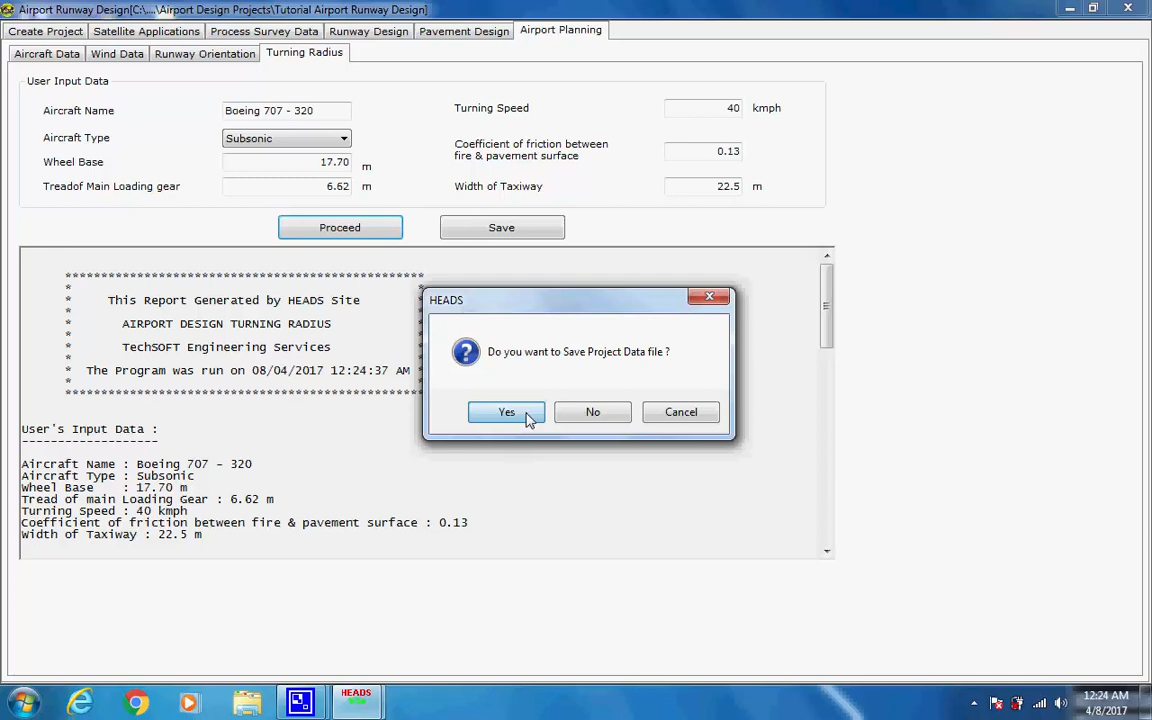 Airport Runway Design[C:\....\Airport Design Projects\Tutorial Airport Runway Design]
Create Project Satellite Applications Process Survey Data Runway Design Pavement Design Airport Planning
Aircraft Data Wind Data Runway Orientation Turning Radius
User Input Data
Aircraft Name Boeing 707 - 320 Turning Speed 40 kmph
Aircraft Type Subsonic
Coefficient of friction between
fire & pavement surface 0.13
Wheel Base 17.70 m
Treadof Main Loading gear 6.62 m Width of Taxiway 22.5 m
Proceed Save
**************************************************
* *
* This Report Generated by HEADS Site *
* *
* AIRPORT DESIGN TURNING RADIUS
* *
* TechSOFT Engineering Services
* *
* The Program was run on 08/04/2017 12:24:37 AM
* *
**************************************************
User's Input Data :
-------------------
Aircraft Name : Boeing 707 - 320
Aircraft Type : Subsonic
Wheel Base : 17.70 m
Tread of main Loading Gear : 6.62 m
Turning Speed : 40 kmph
Coefficient of friction between fire & pavement surface : 0.13
Width of Taxiway : 22.5 m
HEADS
Do you want to Save Project Data file ?
Yes No Cancel
HEADS
12:24 AM
4/8/2017